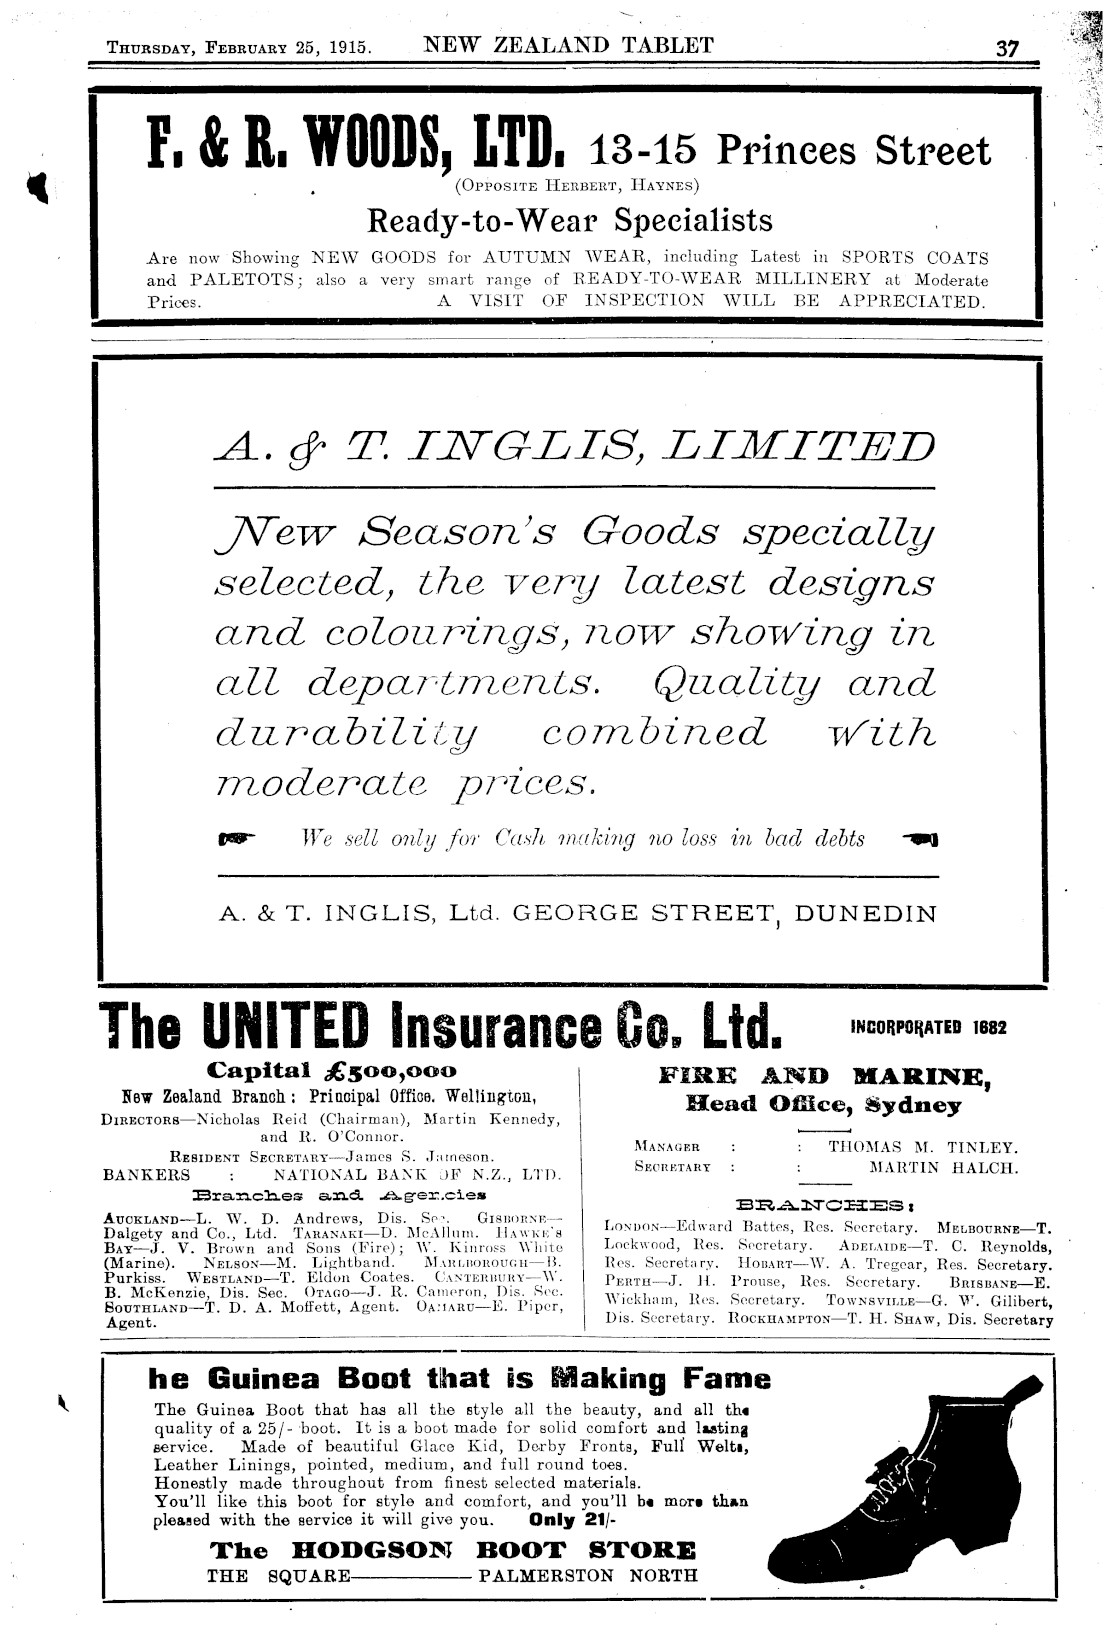 THURSDAY, FEBRUARY 25, 1915. NEW ZEALAND TABLET 37
F. & R. WOODS, LTD. 13-15 Princes Street
(OPPOSITE HERBERT, HAYNES)
Ready-to-Wear Specialists
Are now Showing NEW GOODS for AUTUMN WEAR, including Latest in SPORTS COATS
and PALETOTS; also a very smart range of READY-TO-WEAR MILLINERY at Moderate
Prices. A VISIT OF INSPECTION WILL BE APPRECIATED.
A. & T. INGLIS, LIMITED
New Season's Goods specially
selected, the very latest designs
and colourings, now showing in
all departments. Quality and
durability combined with
moderate prices.
We sell only for Cash making no loss in bad debts
A. & T. INGLIS, Ltd. GEORGE STREET, DUNEDIN
The UNITED Insurance Co. Ltd. INCORPORATED 1682
Capital £500,000
New Zealand Branch: Principal Office. Wellington,
DIRECTORS—Nicholas Reid (Chairman), Martin Kennedy,
and R. O'Connor.
RESIDENT SECRETARY—James S. Jameson.
BANKERS : NATIONAL BANK OF N.Z., LTD.
Branches and Agencies
AUCKLAND—L. W. D. Andrews, Dis. Sec. GISBORNE—
Dalgety and Co., Ltd. TARANAKI—D. McAllum. HAWKE'S
BAY—J. V. Brown and Sons (Fire); W. Kinross White
(Marine). NELSON—M. Lightband. MARLBOROUGH—B.
Purkiss. WESTLAND—T. Eldon Coates. CANTERBURY—W.
B. McKenzie, Dis. Sec. OTAGO—J. R. Cameron, Dis. Sec.
SOUTHLAND—T. D. A. Moffett, Agent. OAMARU—E. Piper,
Agent.
FIRE AND MARINE,
Head Office, Sydney
MANAGER : : THOMAS M. TINLEY.
SECRETARY : : MARTIN HALCH.
BRANCHES:
LONDON—Edward Battes, Res. Secretary. MELBOURNE—T.
Lockwood, Res. Secretary. ADELAIDE—T. C. Reynolds,
Res. Secretary. HOBART—W. A. Tregear, Res. Secretary.
PERTH—J. H. Prouse, Res. Secretary. BRISBANE—E.
Wickham, Res. Secretary. TOWNSVILLE—G. W. Gilibert,
Dis. Secretary. ROCKHAMPTON—T. H. SHAW, Dis. Secretary
he Guinea Boot that is Making Fame
The Guinea Boot that has all the style all the beauty, and all the
quality of a 25/- boot. It is a boot made for solid comfort and lasting
service. Made of beautiful Glace Kid, Derby Fronts, Full Welts,
Leather Linings, pointed, medium, and full round toes.
Honestly made throughout from finest selected materials.
You'll like this boot for style and comfort, and you'll be more than
pleased with the service it will give you. Only 21/-
The HODGSON BOOT STORE
THE SQUARE———PALMERSTON NORTH